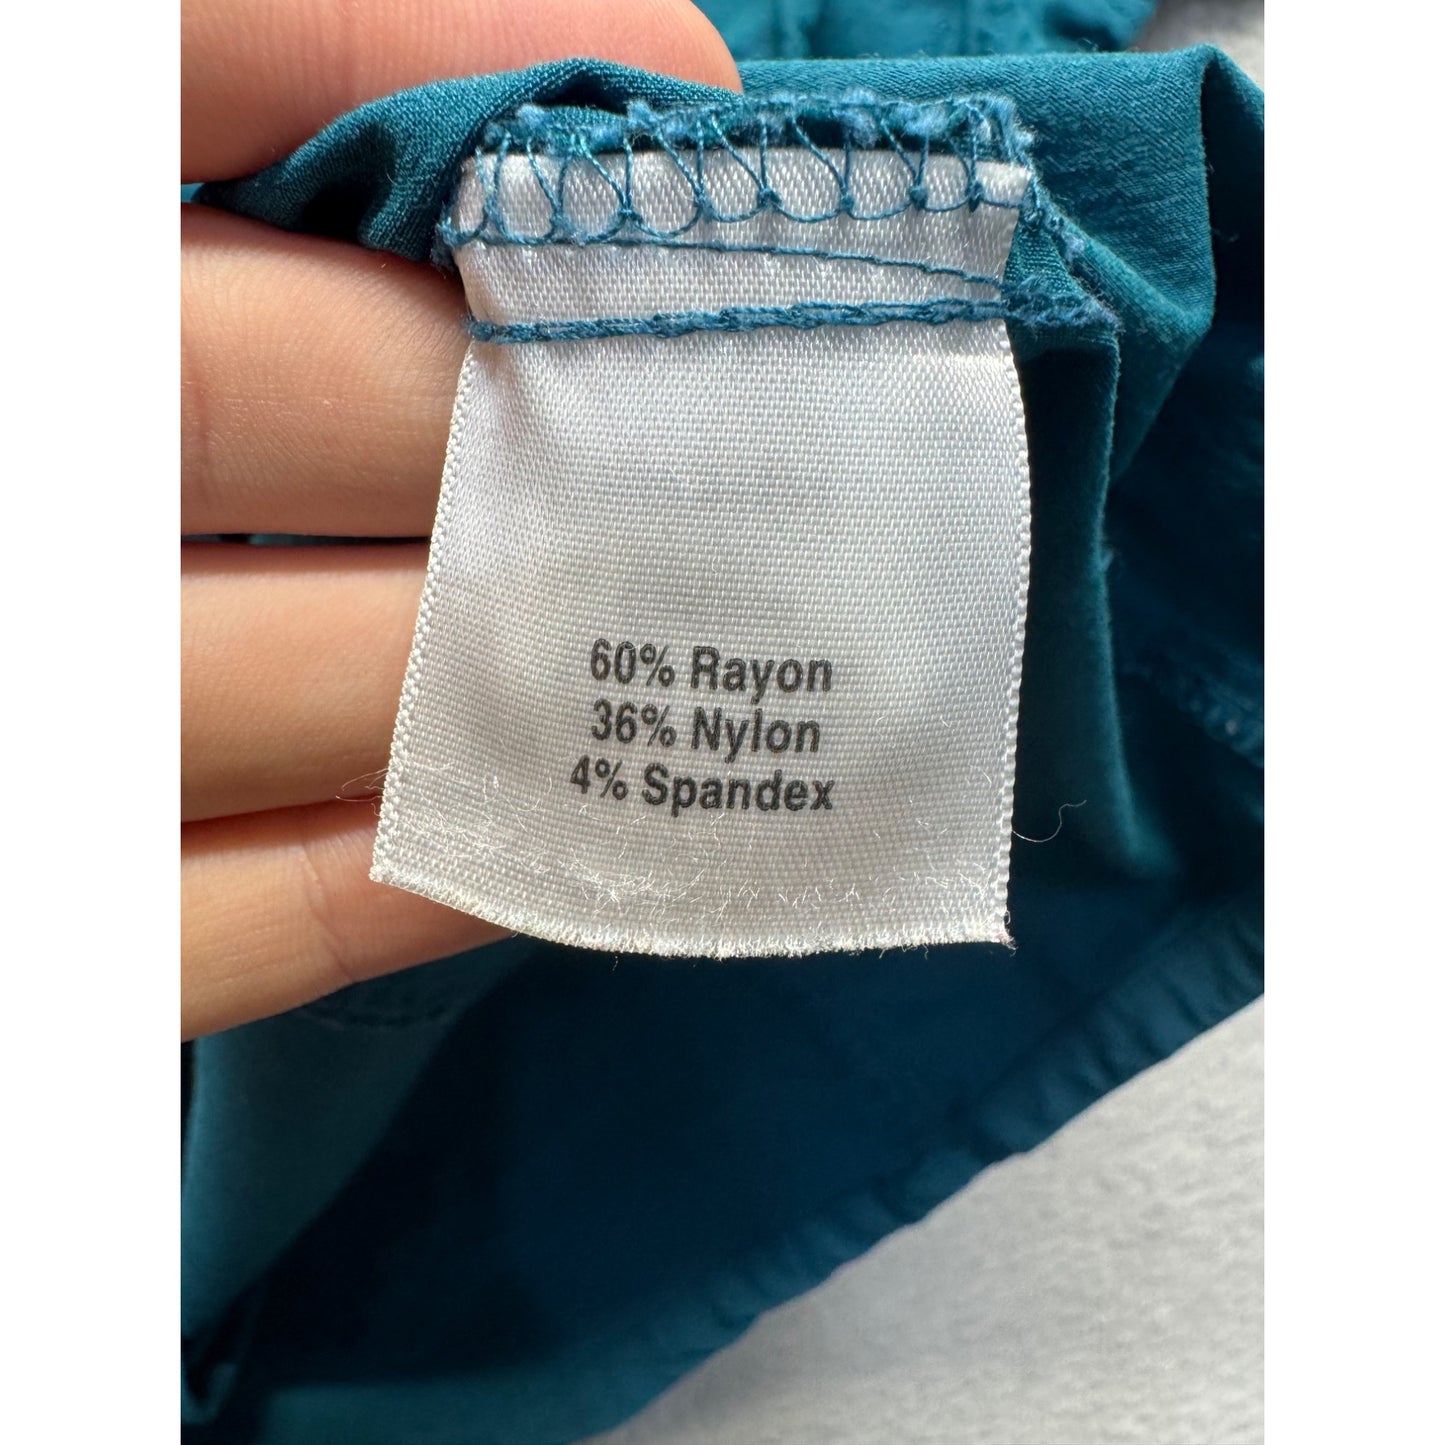 60% Rayon
36% Nylon
4% Spandex